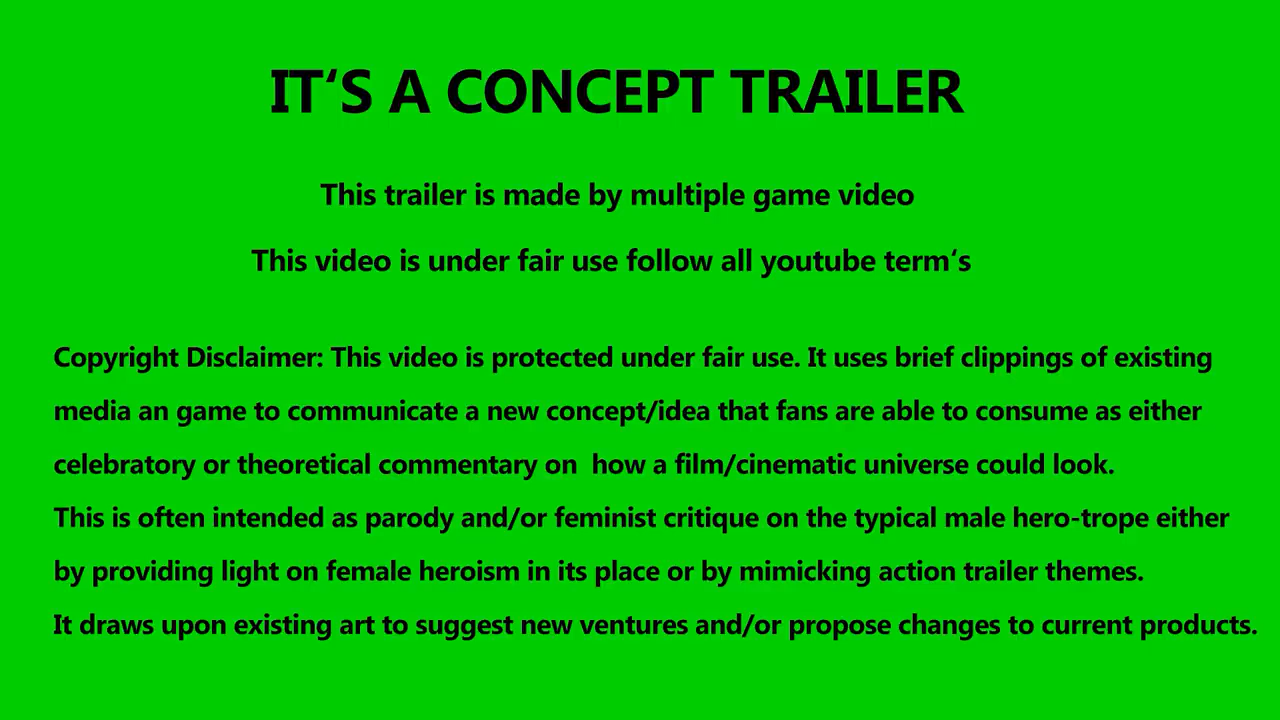 IT‘S A CONCEPT TRAILER
This trailer is made by multiple game video
This video is under fair use follow all youtube term‘s
Copyright Disclaimer: This video is protected under fair use. It uses brief clippings of existing
media an game to communicate a new concept/idea that fans are able to consume as either
celebratory or theoretical commentary on  how a film/cinematic universe could look.
This is often intended as parody and/or feminist critique on the typical male hero-trope either
by providing light on female heroism in its place or by mimicking action trailer themes.
It draws upon existing art to suggest new ventures and/or propose changes to current products.